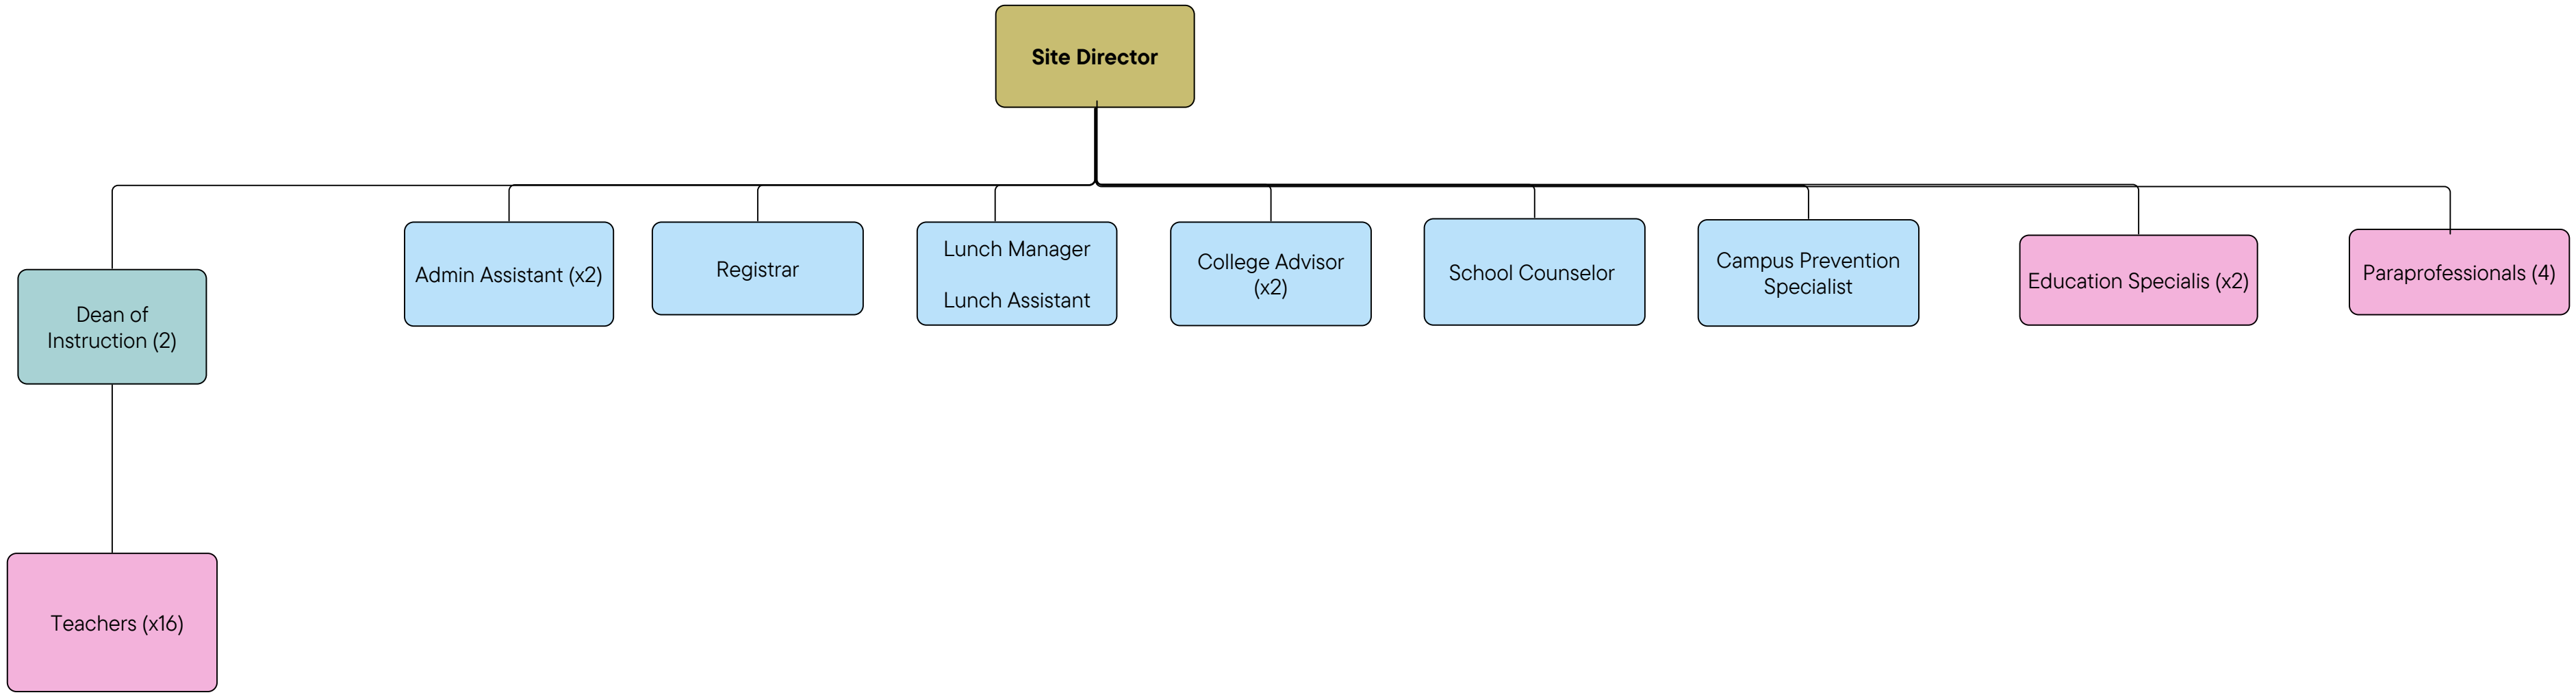 Site Director
Dean of
Instruction (2)
Admin Assistant (x2)
Registrar
Lunch Manager
Lunch Assistant
College Advisor
(x2)
School Counselor
Campus Prevention
Specialist
Education Specialis (x2)
Paraprofessionals (4)
Teachers (x16)